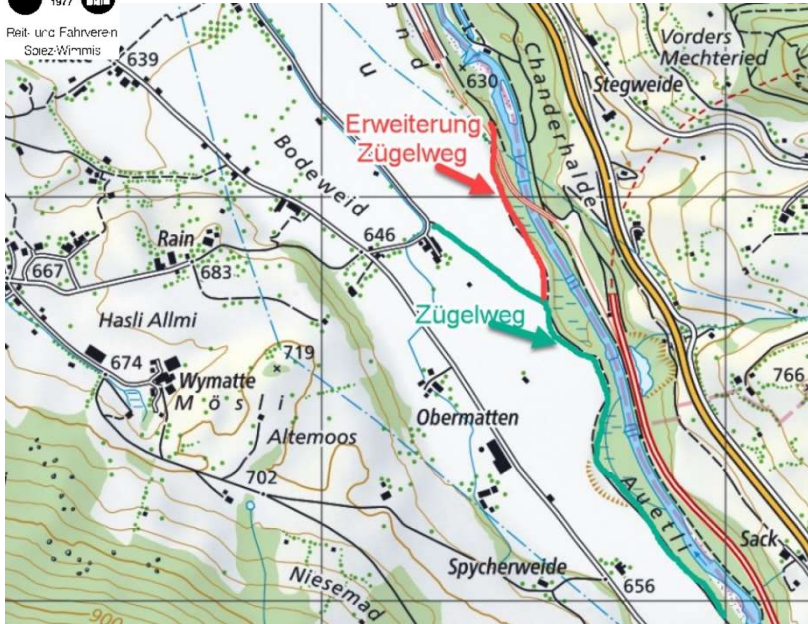 1977
Reit- und Fahrverein
Spiez-Wimmis
639
630
Vorders
Mechteried
Stegweide
Chanderhalde
Erweiterung
Zügelweg
Bodeweid
646
Rain
683
667
Hasli Allmi
Zügelweg
674
719
Wymatte
Mösli
Altemoos
Obermatten
766
702
Auetli
Sack
Spycherweide
656
Niesemad
900